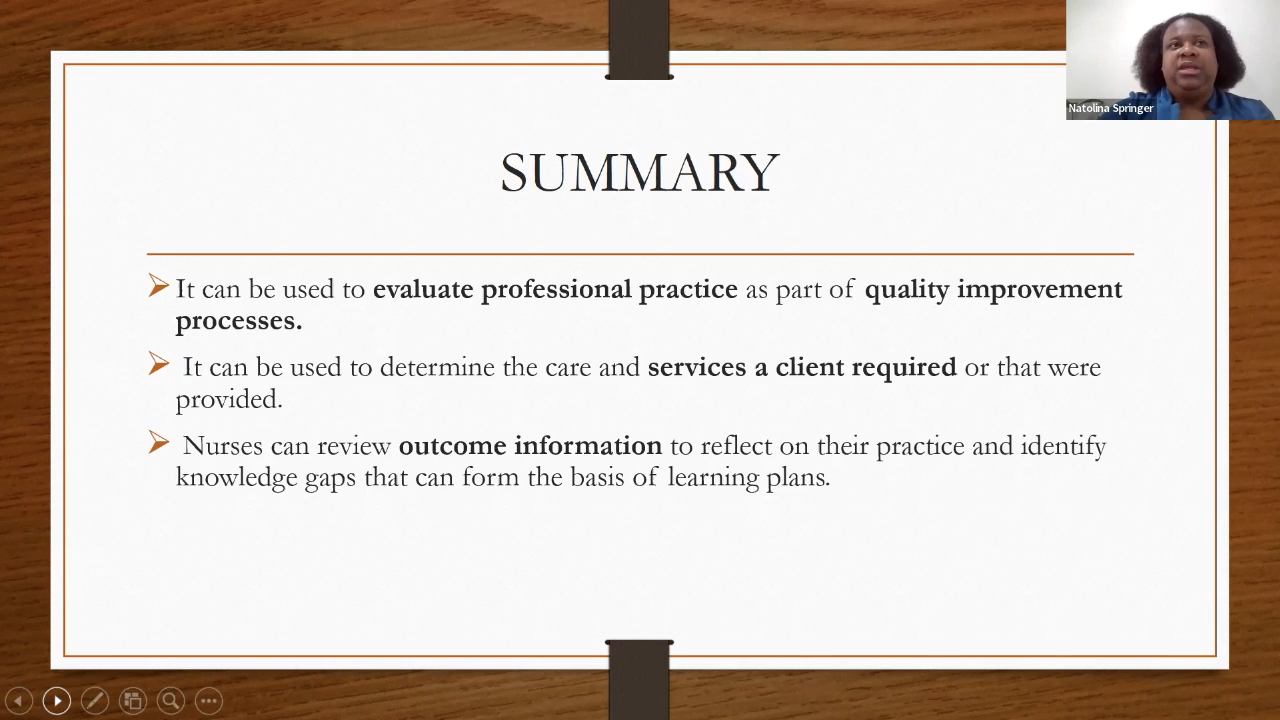 Natolina Springer
SUMMARY
It can be used to evaluate professional practice as part of quality improvement
processes.
It can be used to determine the care and services a client required or that were
provided.
Nurses can review outcome information to reflect on their practice and identify
knowledge gaps that can form the basis of learning plans.